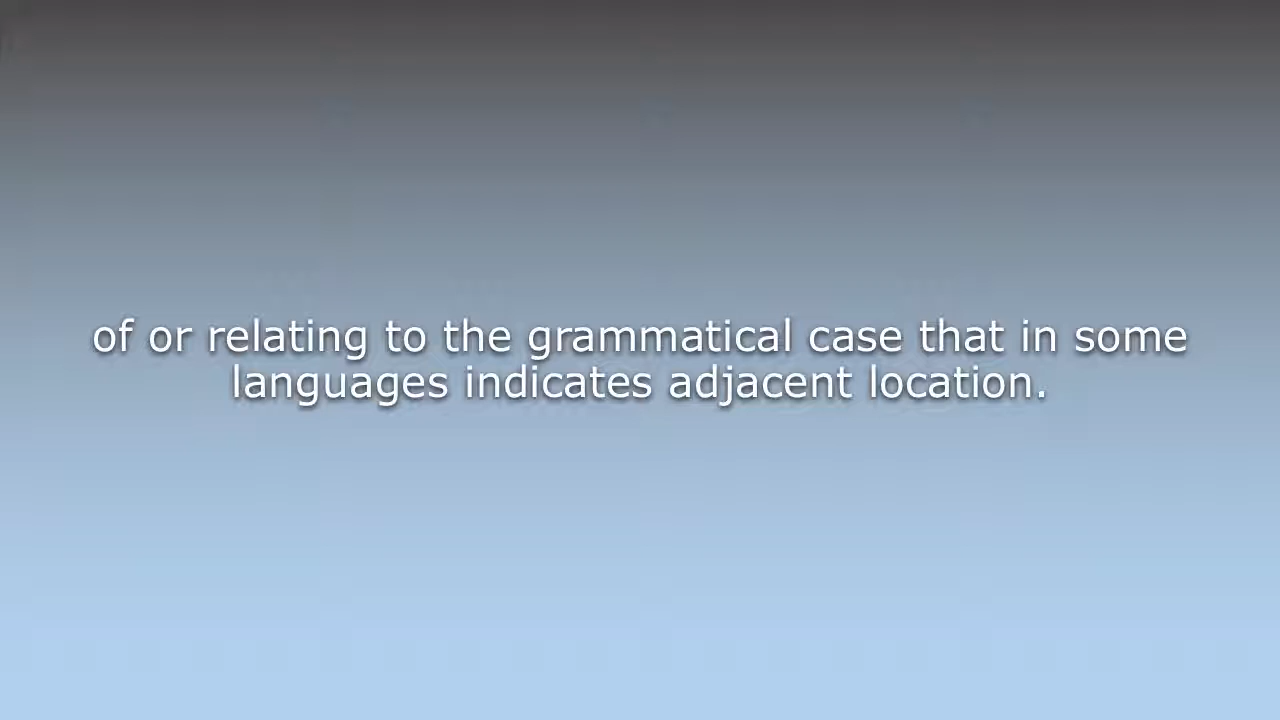 of or relating to the grammatical case that in some
languages indicates adjacent location.